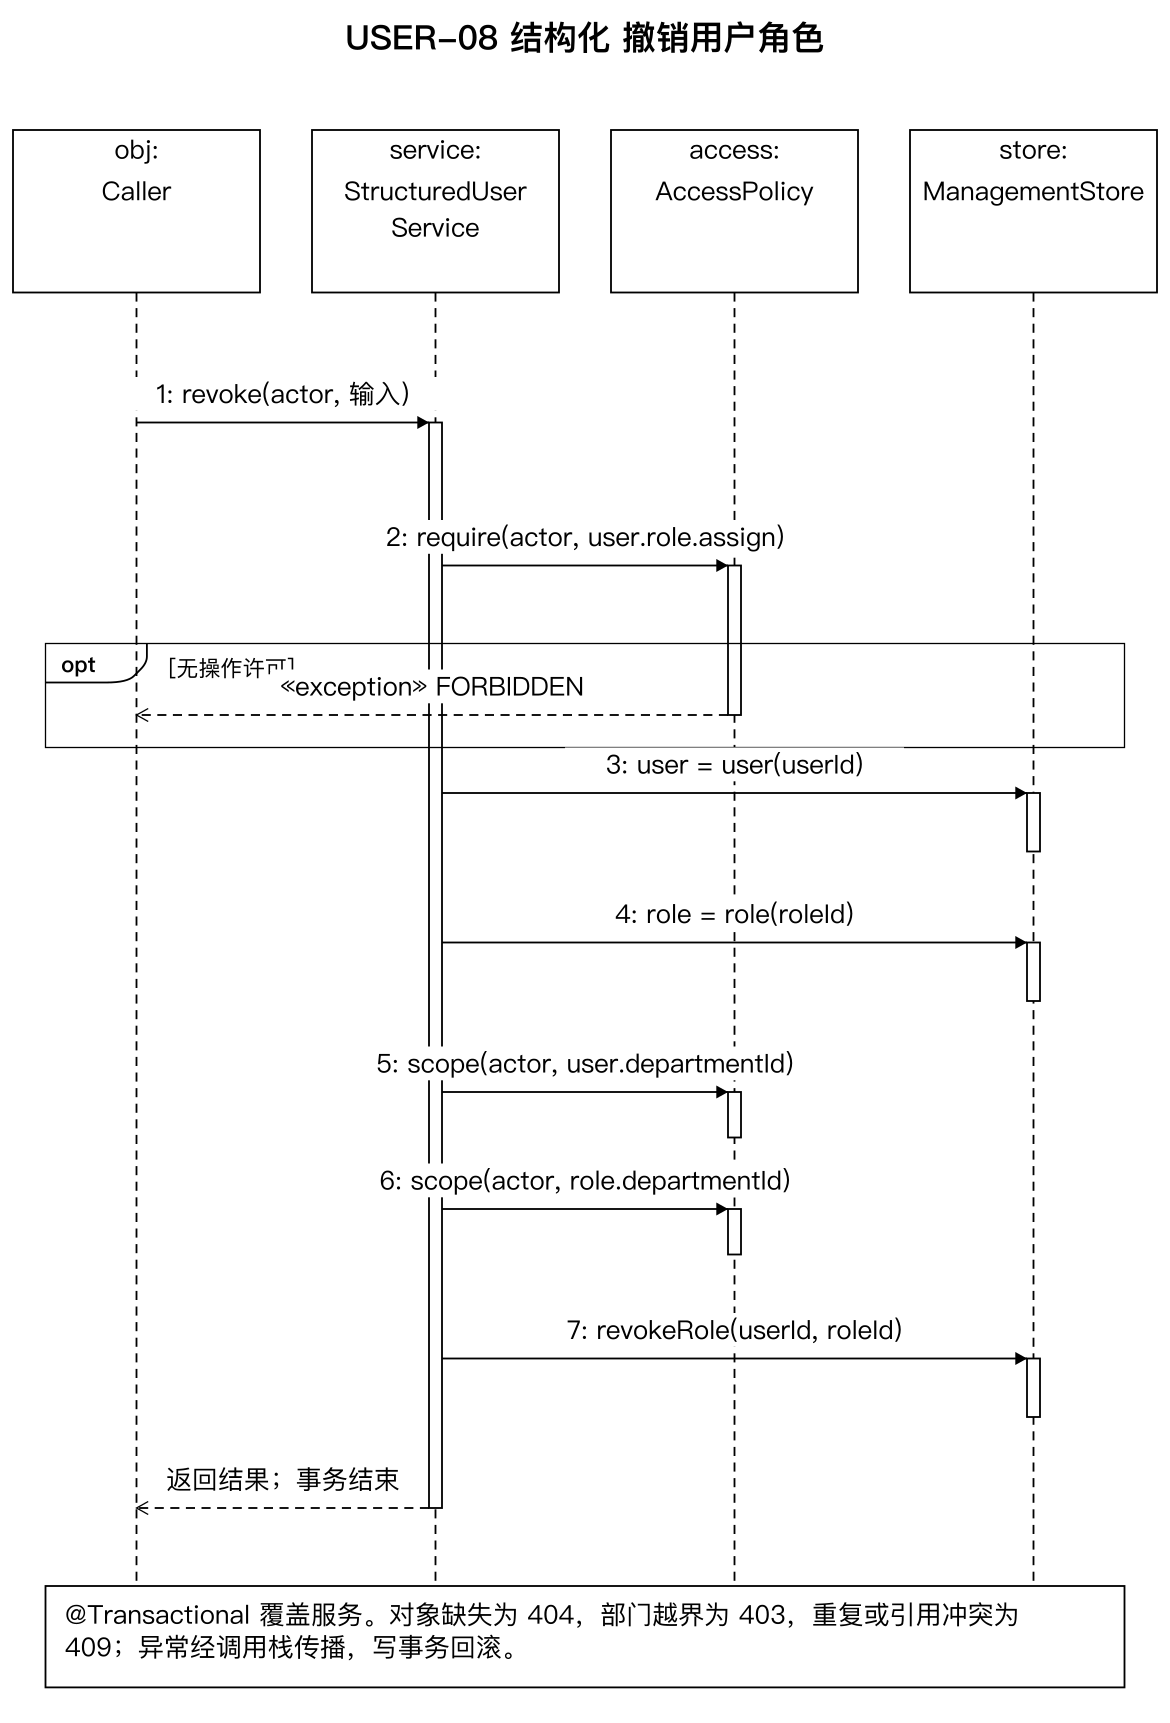 USER-08 结构化 撤销用户角色
obj:
Caller
service:
StructuredUser
Service
access:
AccessPolicy
store:
ManagementStore
1: revoke(actor, 输入)
2: require(actor, user.role.assign)
opt
[无操作许可]
«exception» FORBIDDEN
3: user = user(userId)
4: role = role(roleId)
5: scope(actor, user.departmentId)
6: scope(actor, role.departmentId)
7: revokeRole(userId, roleId)
返回结果；事务结束
@Transactional 覆盖服务。对象缺失为 404，部门越界为 403，重复或引用冲突为
409；异常经调用栈传播，写事务回滚。